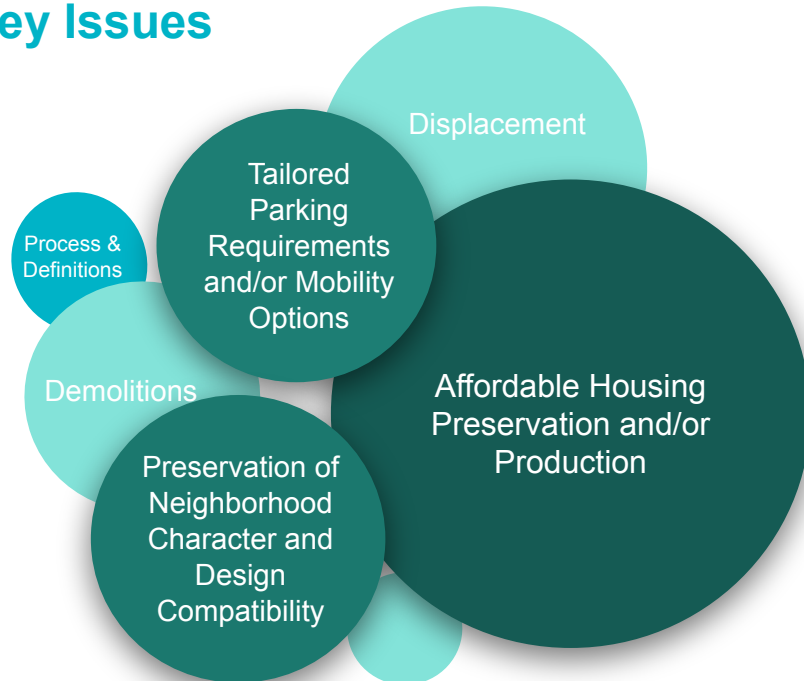 ey Issues
Displacement
Tailored
Parking
Requirements
and/or Mobility
Options
Process &
Definitions
Demolitions
Affordable Housing
Preservation and/or
Production
Preservation of
Neighborhood
Character and
Design
Compatibility